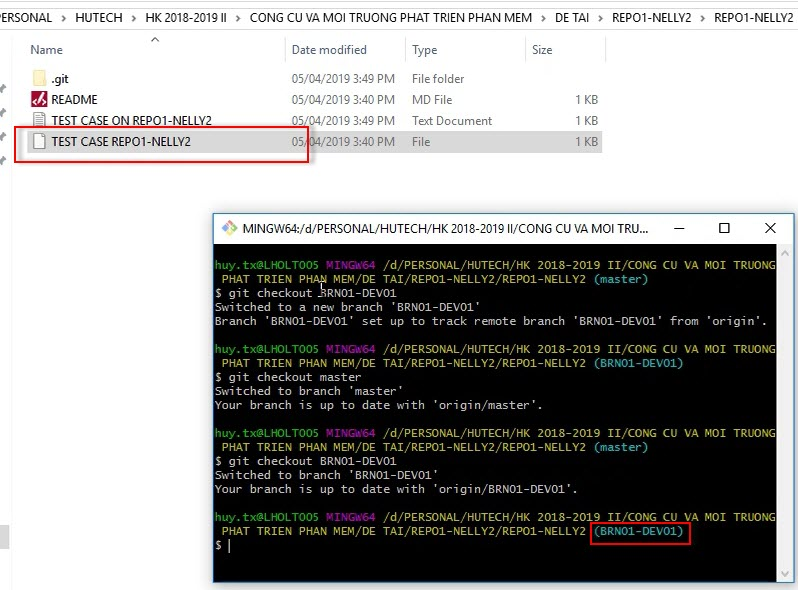 PERSONAL > HUTECH > HK 2018-2019 II > CONG CU VA MOI TRUONG PHAT TRIEN PHAN MEM > DE TAI > REPO1-NELLY2 > REPO1-NELLY2
Name Date modified Type Size
.git 05/04/2019 3:49 PM File folder
README 05/04/2019 3:40 PM MD File 1 KB
TEST CASE ON REPO1-NELLY2 05/04/2019 3:49 PM Text Document 1 KB
TEST CASE REPO1-NELLY2 05/04/2019 3:40 PM File 1 KB
MINGW64:/d/PERSONAL/HUTECH/HK 2018-2019 II/CONG CU VA MOI TRU...
huy.tx@LHOLT005 MINGW64 /d/PERSONAL/HUTECH/HK 2018-2019 II/CONG CU VA MOI TRUONG
PHAT TRIEN PHAN MEM/DE TAI/REPO1-NELLY2/REPO1-NELLY2 (master)
$ git checkout BRN01-DEV01
Switched to a new branch 'BRN01-DEV01'
Branch 'BRN01-DEV01' set up to track remote branch 'BRN01-DEV01' from 'origin'.
huy.tx@LHOLT005 MINGW64 /d/PERSONAL/HUTECH/HK 2018-2019 II/CONG CU VA MOI TRUONG
PHAT TRIEN PHAN MEM/DE TAI/REPO1-NELLY2/REPO1-NELLY2 (BRN01-DEV01)
$ git checkout master
Switched to branch 'master'
Your branch is up to date with 'origin/master'.
huy.tx@LHOLT005 MINGW64 /d/PERSONAL/HUTECH/HK 2018-2019 II/CONG CU VA MOI TRUONG
PHAT TRIEN PHAN MEM/DE TAI/REPO1-NELLY2/REPO1-NELLY2 (master)
$ git checkout BRN01-DEV01
Switched to branch 'BRN01-DEV01'
Your branch is up to date with 'origin/BRN01-DEV01'.
huy.tx@LHOLT005 MINGW64 /d/PERSONAL/HUTECH/HK 2018-2019 II/CONG CU VA MOI TRUONG
PHAT TRIEN PHAN MEM/DE TAI/REPO1-NELLY2/REPO1-NELLY2 (BRN01-DEV01)
$